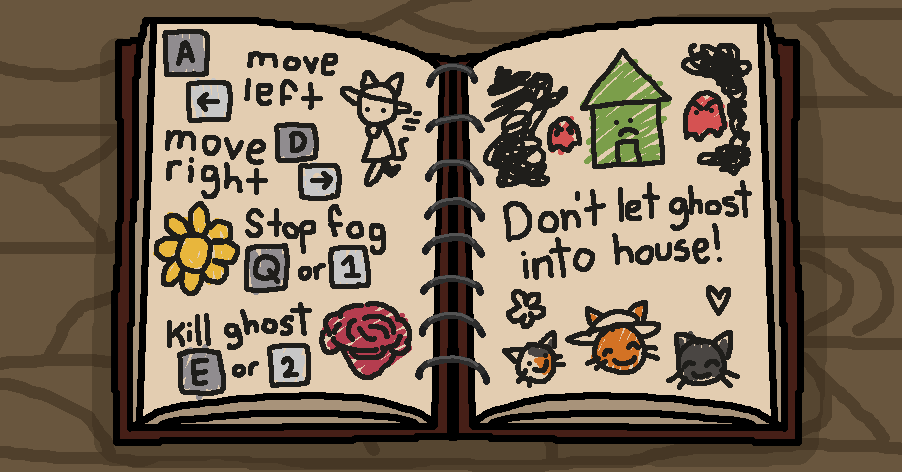 A move
← left
move D
right →
Stop fog
Q or 1
kill ghost
E or 2
Don't let ghost
into house!